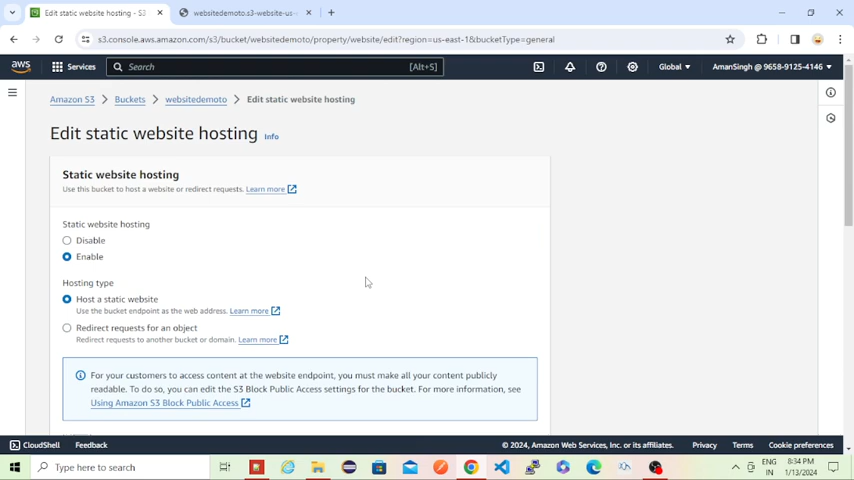 Edit static website hosting - S3
websitedemoto.s3-website-us-
s3.console.aws.amazon.com/s3/bucket/websitedemoto/property/website/edit?region=us-east-1&bucketType=general
aws
Services
Search
[Alt+S]
Global
AmanSingh @ 9658-9125-4146
Amazon S3 > Buckets > websitedemoto > Edit static website hosting
Edit static website hosting Info
Static website hosting
Use this bucket to host a website or redirect requests. Learn more
Static website hosting
Disable
Enable
Hosting type
Host a static website
Use the bucket endpoint as the web address. Learn more
Redirect requests for an object
Redirect requests to another bucket or domain. Learn more
For your customers to access content at the website endpoint, you must make all your content publicly
readable. To do so, you can edit the S3 Block Public Access settings for the bucket. For more information, see
Using Amazon S3 Block Public Access
CloudShell Feedback
© 2024, Amazon Web Services, Inc. or its affiliates. Privacy Terms Cookie preferences
Type here to search
ENG
IN
8:34 PM
1/13/2024